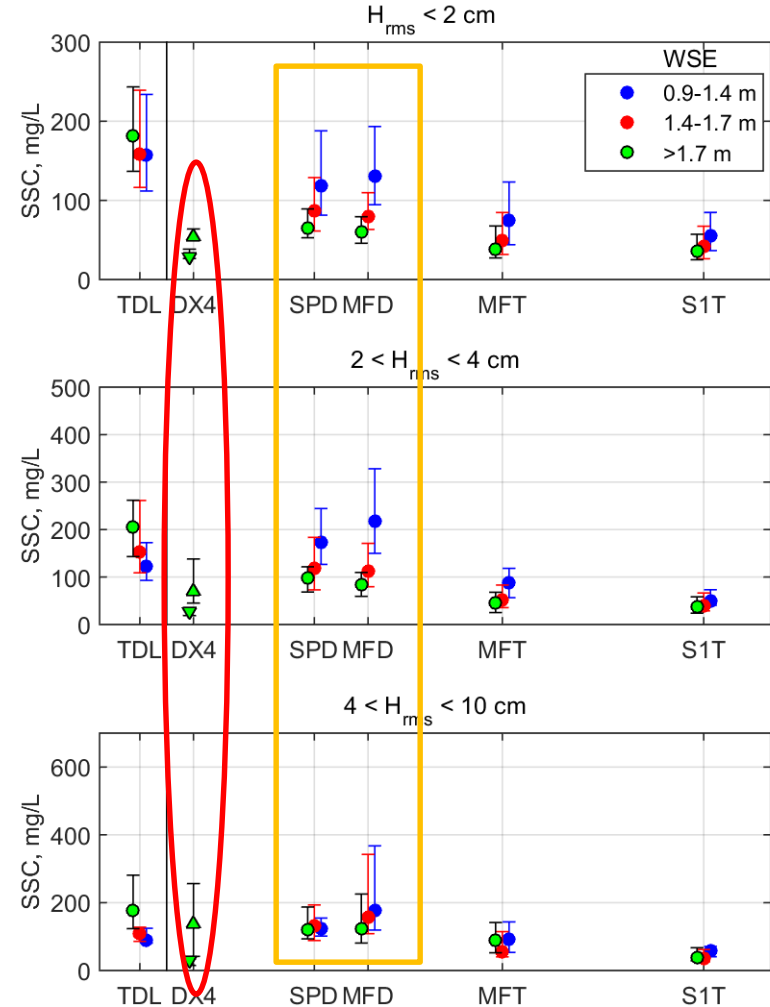 H_rms < 2 cm
300
200
100
0
SSC, mg/L
WSE
0.9-1.4 m
1.4-1.7 m
>1.7 m
TDL DX4 SPD MFD MFT S1T
2 < H_rms < 4 cm
500
400
300
200
100
0
SSC, mg/L
TDL DX4 SPD MFD MFT S1T
4 < H_rms < 10 cm
600
400
200
0
SSC, mg/L
TDL DX4 SPD MFD MFT S1T